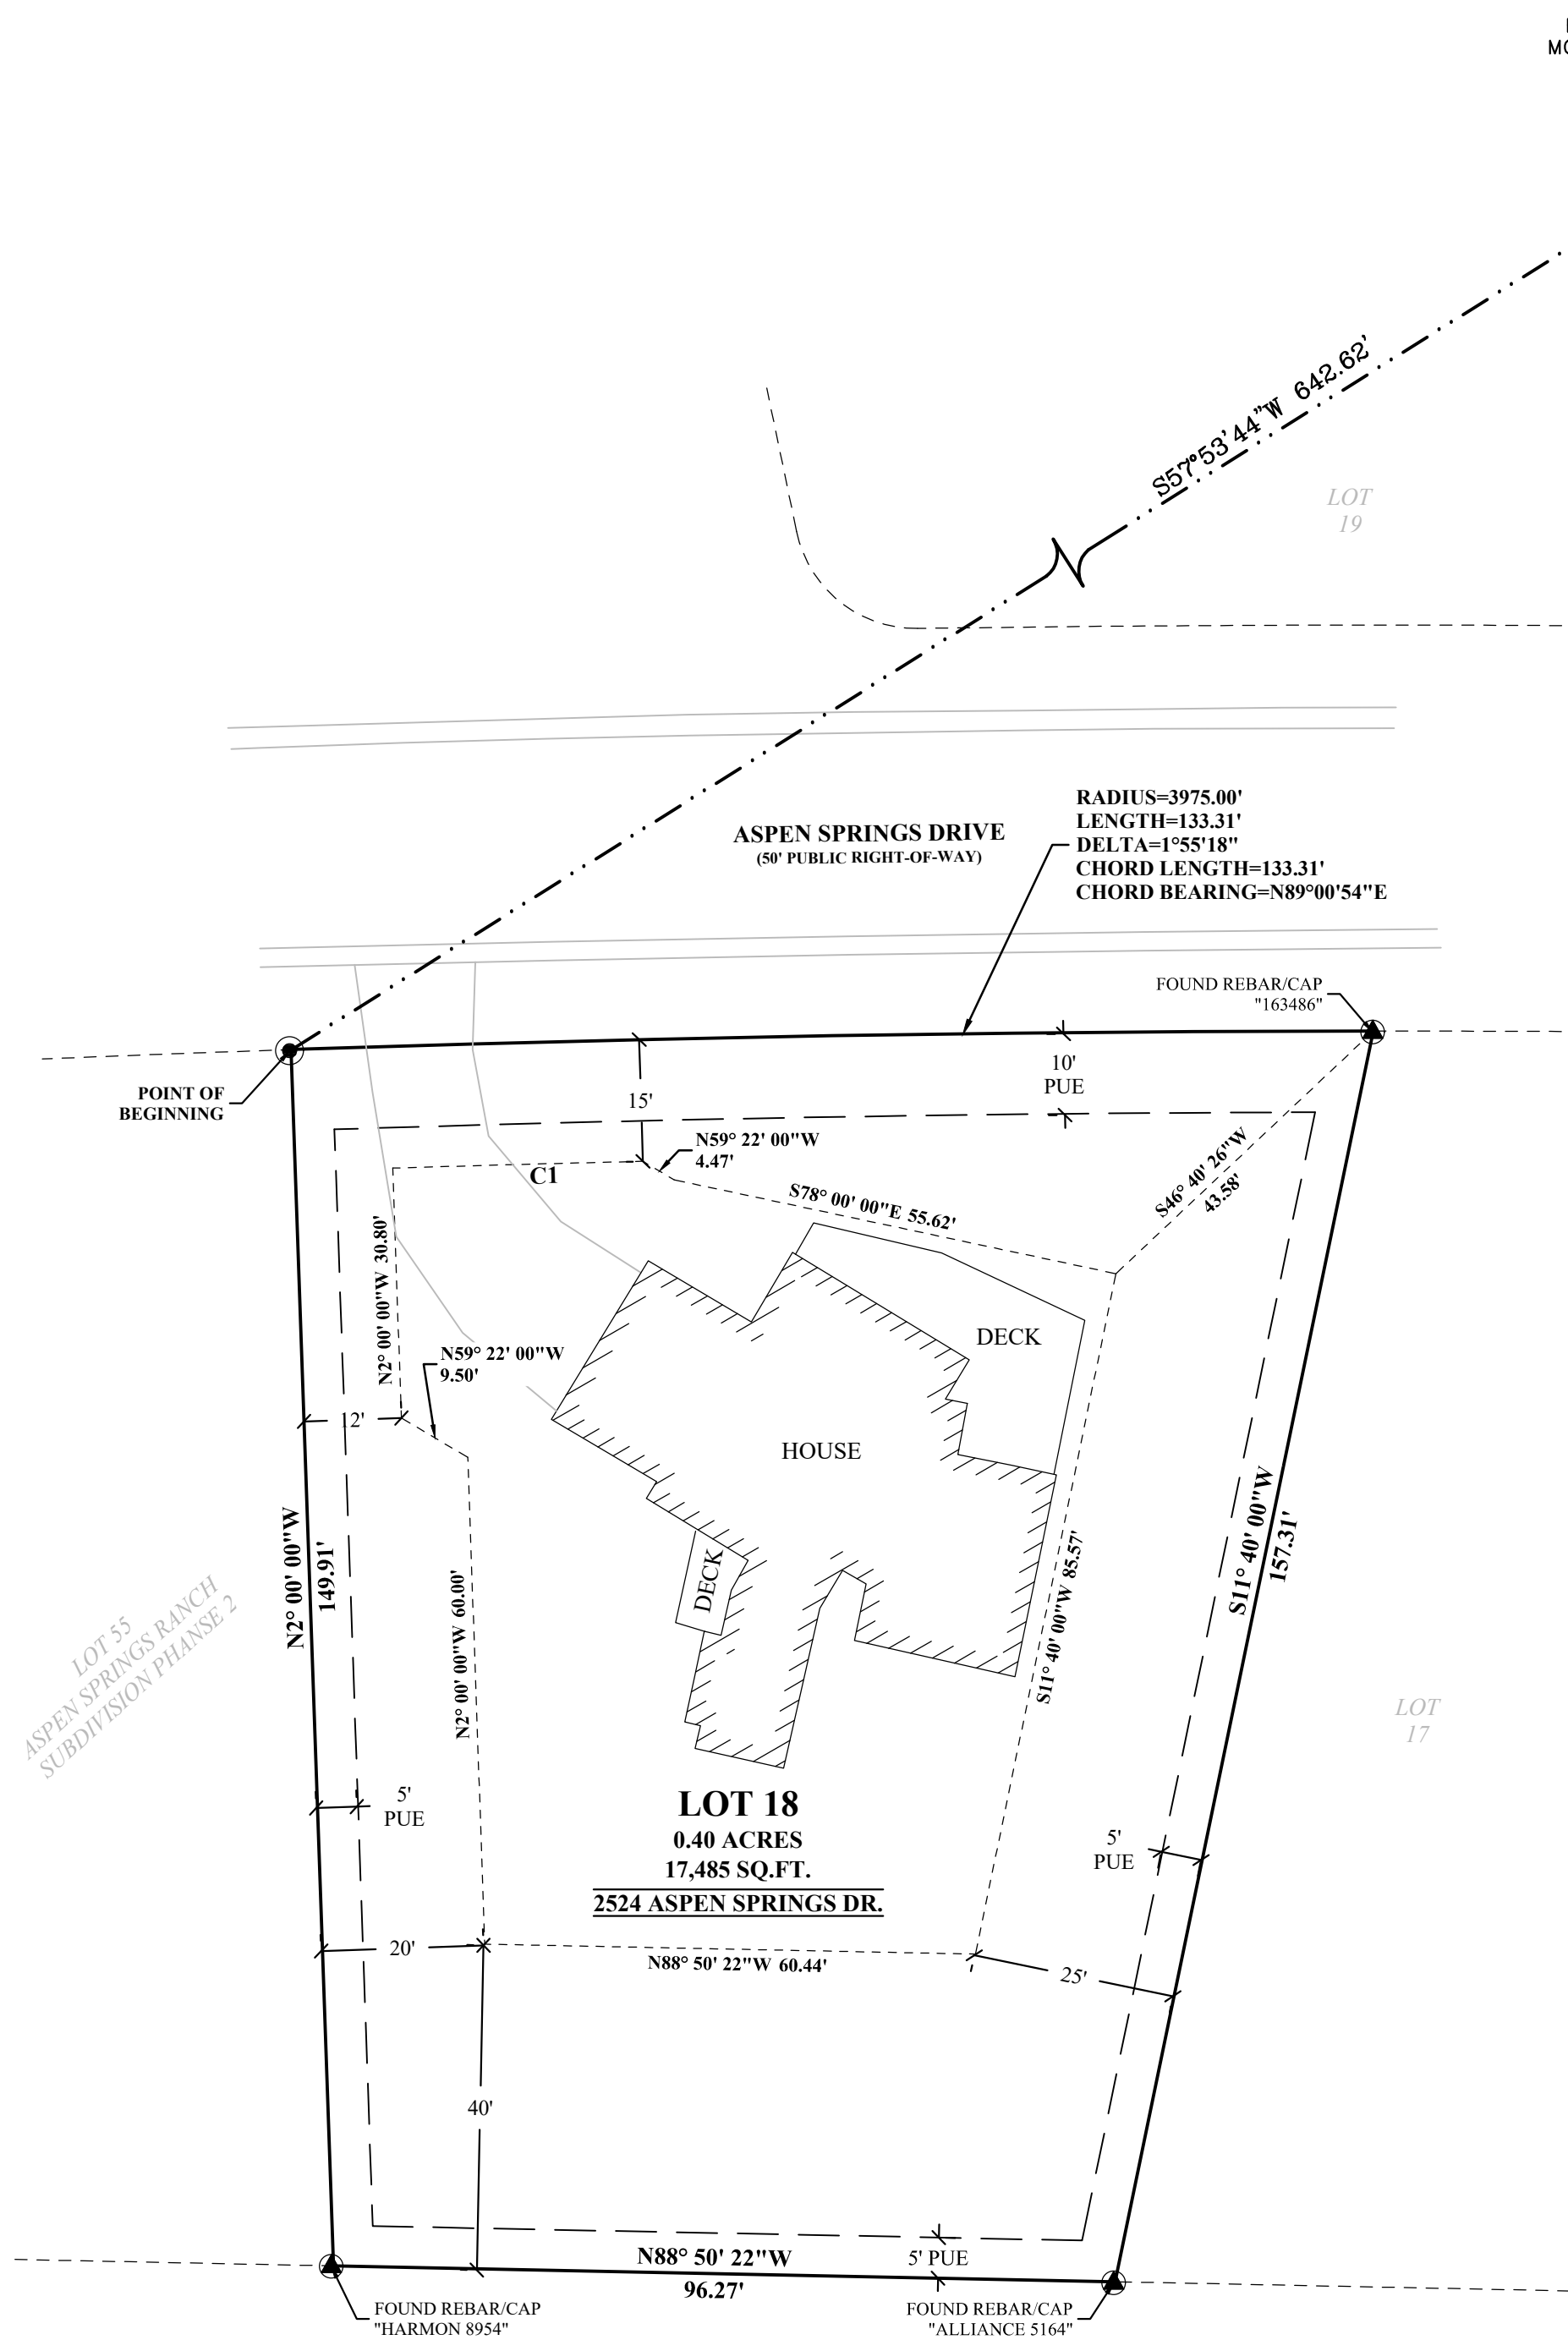 S57°53'44"W 642.62'
LOT
19
RADIUS=3975.00'
LENGTH=133.31'
DELTA=1°55'18"
CHORD LENGTH=133.31'
CHORD BEARING=N89°00'54"E
ASPEN SPRINGS DRIVE
(50' PUBLIC RIGHT-OF-WAY)
FOUND REBAR/CAP
"163486"
POINT OF
BEGINNING
10'
PUE
15'
N59° 22' 00"W
4.47'
C1
S78° 00' 00"E 55.62'
S46° 40' 26"W
43.58'
N2° 00' 00"W 30.80'
DECK
N59° 22' 00"W
9.50'
12'
HOUSE
N2° 00' 00"W
149.91'
DECK
S11° 40' 00"W 85.57'
S11° 40' 00"W
157.31'
N2° 00' 00"W 60.00'
LOT 55
ASPEN SPRINGS RANCH
SUBDIVISION PHANSE 2
LOT
17
5'
PUE
LOT 18
0.40 ACRES
17,485 SQ.FT.
2524 ASPEN SPRINGS DR.
5'
PUE
20'
N88° 50' 22"W 60.44'
25'
40'
N88° 50' 22"W
96.27'
5' PUE
FOUND REBAR/CAP
"HARMON 8954"
FOUND REBAR/CAP
"ALLIANCE 5164"